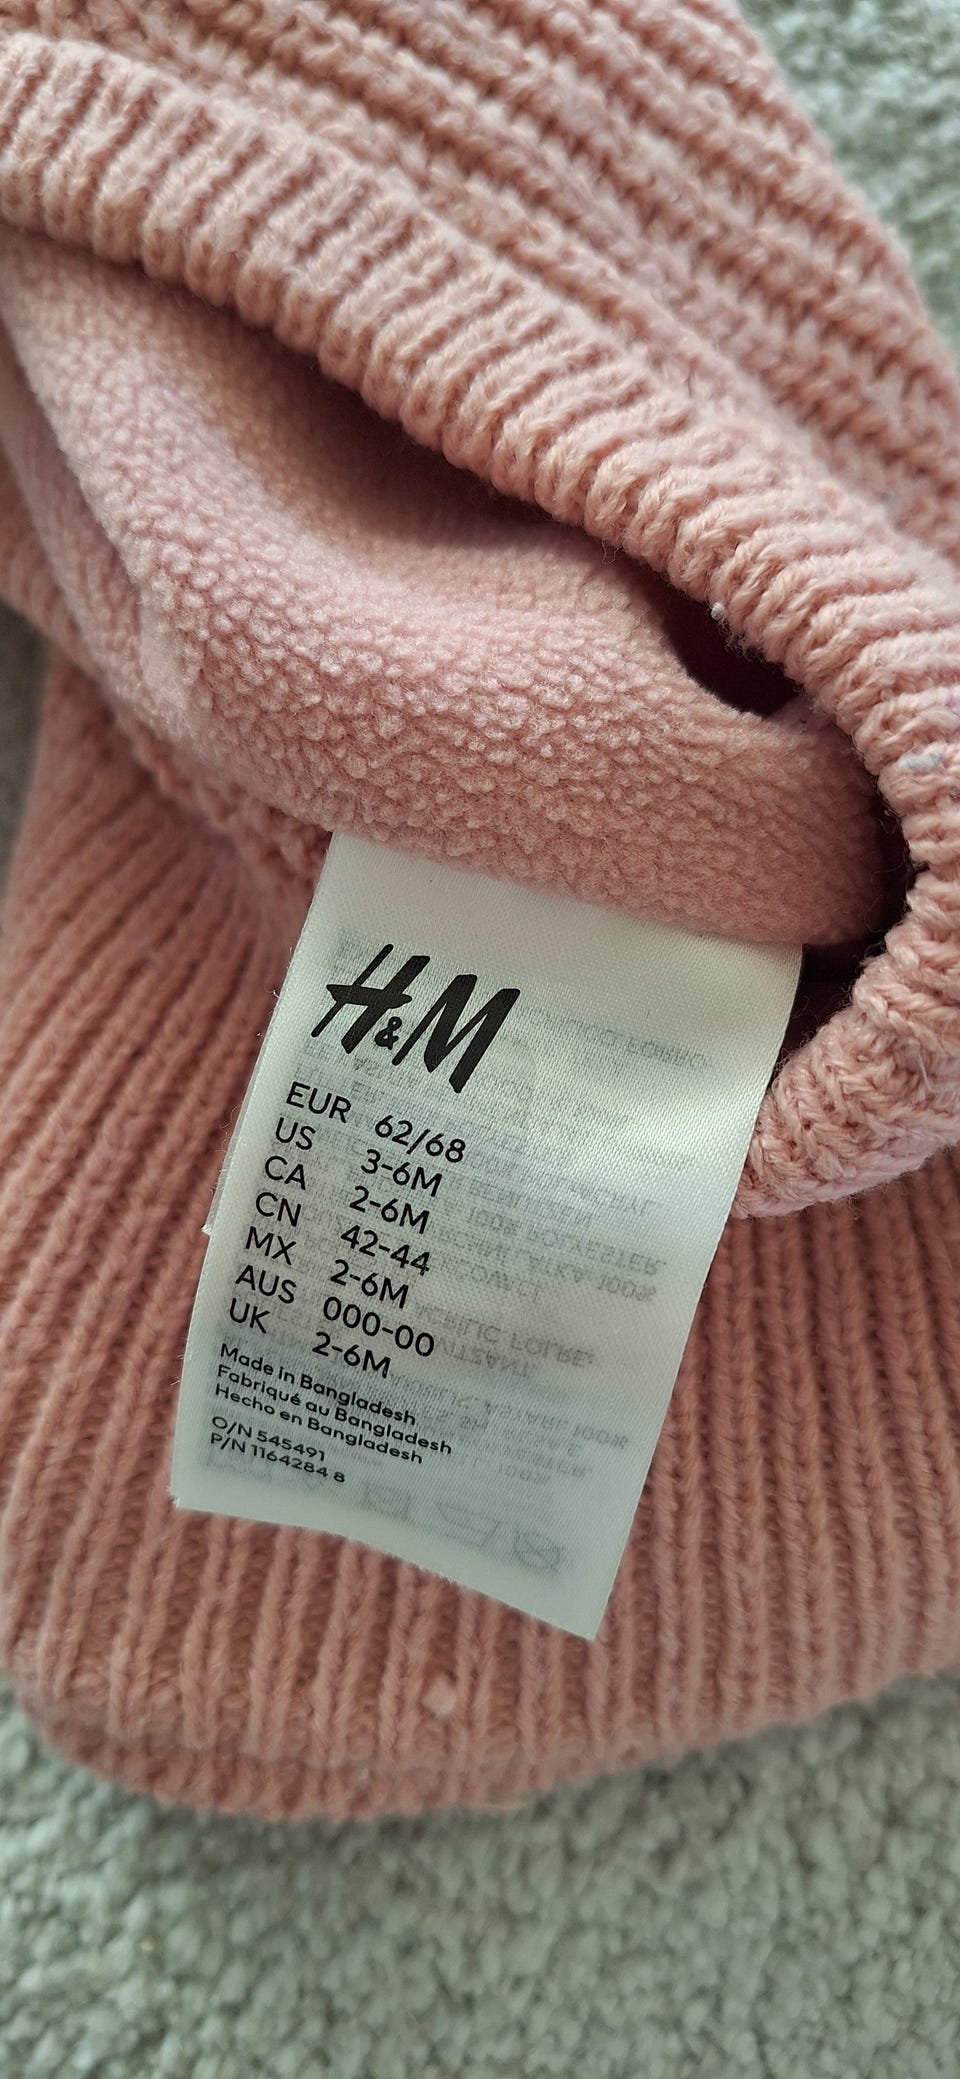 H&M
EUR 62/68
US 3-6M
CA 2-6M
CN 42-44
MX 2-6M
AUS 000-00
UK 2-6M
Made in Bangladesh
Fabriqué au Bangladesh
Hecho en Bangladesh
O/N 545491
P/N 1164284 8